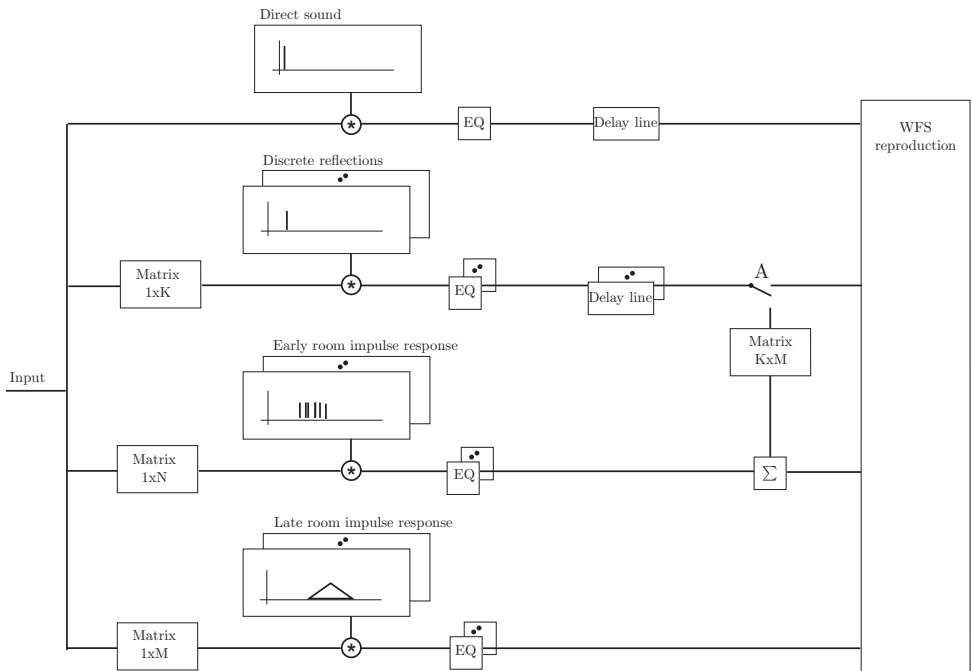 Direct sound
*
EQ
Delay line
WFS
reproduction
Discrete reflections
Matrix
1xK
*
EQ
Delay line
A
Matrix
KxM
Early room impulse response
Input
Matrix
1xN
*
EQ
Σ
Late room impulse response
Matrix
1xM
*
EQ